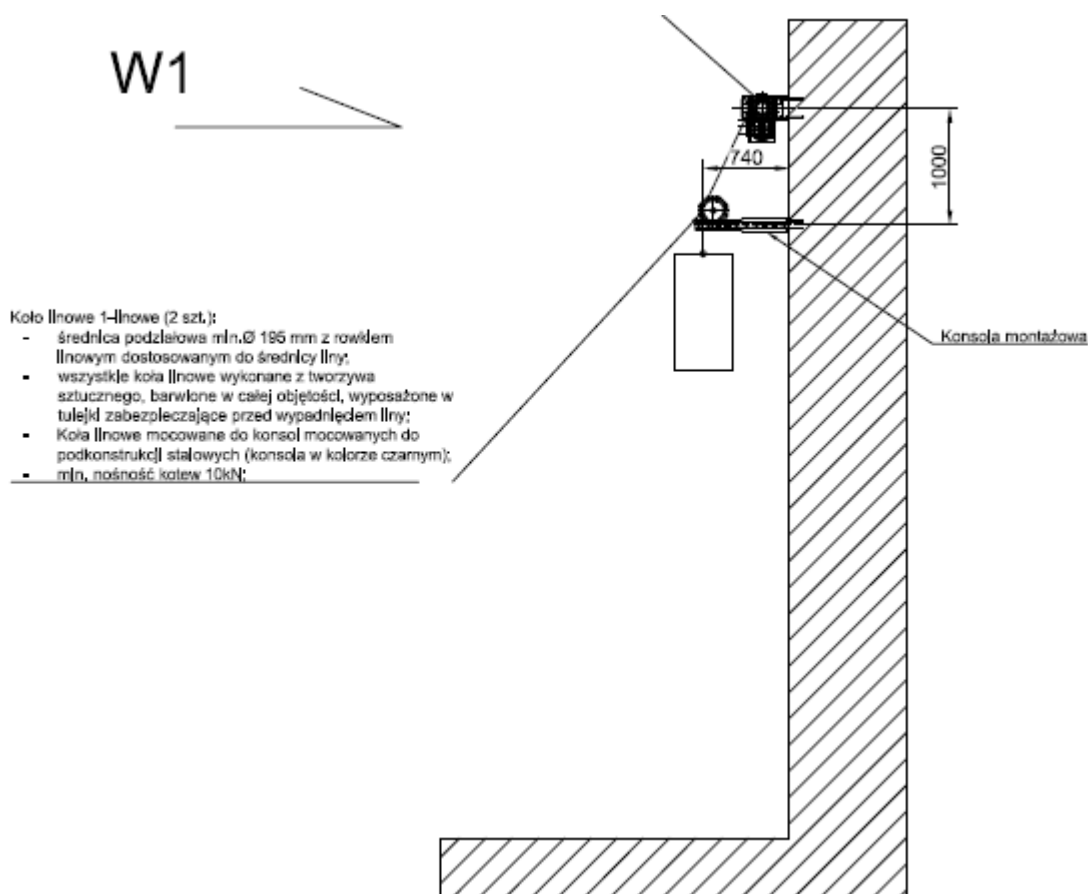 W1
740
1000
Koło linowe 1-linowe (2 szt.):
- średnica podziałowa min.Ø 195 mm z rowkiem
linowym dostosowanym do średnicy liny;
- wszystkie koła linowe wykonane z tworzywa
sztucznego, barwione w całej objętości, wyposażone w
tulejki zabezpieczające przed wypadnięciem liny;
- Koła linowe mocowane do konsol mocowanych do
podkonstrukcji stalowych (konsola w kolorze czarnym);
- min. nośność kotew 10kN;
Konsola montażowa